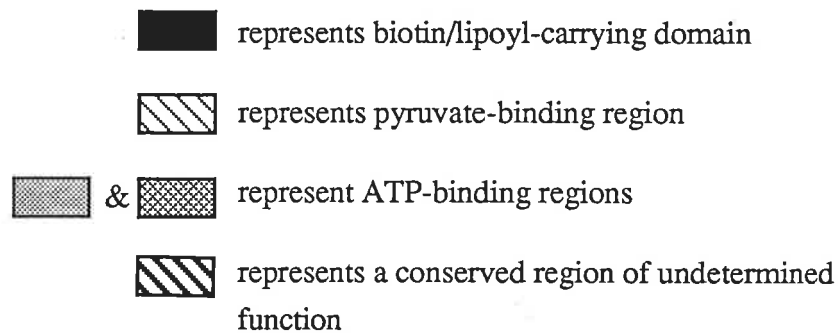 represents biotin/lipoyl-carrying domain
represents pyruvate-binding region
& represent ATP-binding regions
represents a conserved region of undetermined
function